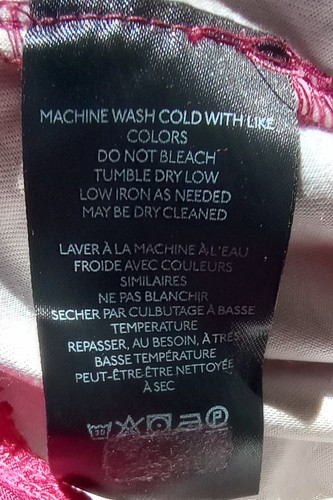 MACHINE WASH COLD WITH LIKE
COLORS
DO NOT BLEACH
TUMBLE DRY LOW
LOW IRON AS NEEDED
MAY BE DRY CLEANED
LAVER À LA MACHINE À L'EAU
FROIDE AVEC COULEURS
SIMILAIRES
NE PAS BLANCHIR
SECHER PAR CULBUTAGE À BASSE
TEMPERATURE
REPASSER, AU BESOIN, À TRÈS
BASSE TEMPÉRATURE
PEUT-ÊTRE ÊTRE NETTOYÉE
À SEC
30 P